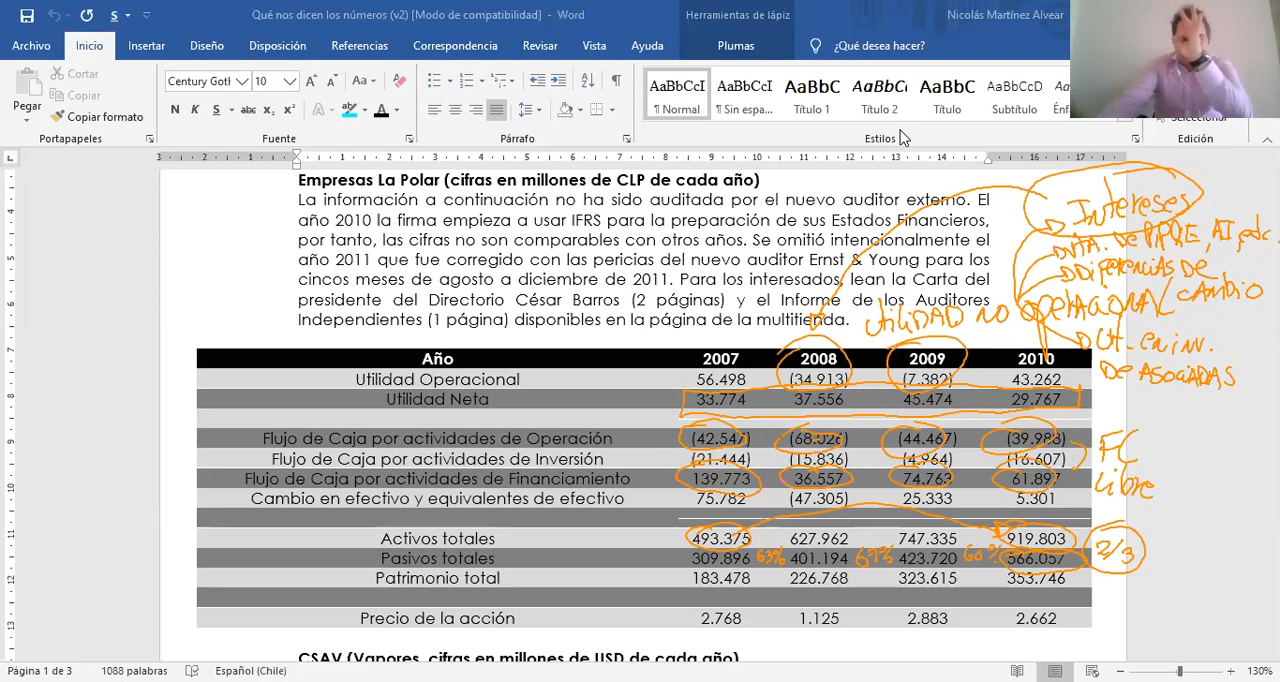 Qué nos dicen los números (v2) [Modo de compatibilidad] - Word
Herramientas de lápiz
Nicolás Martínez Alvear
Archivo Inicio Insertar Diseño Disposición Referencias Correspondencia Revisar Vista Ayuda Plumas ¿Qué desea hacer?
Pegar
Cortar
Copiar
Copiar formato
Century Gotl 10
N K S abc x₂ x²
AaBbCcI AaBbCcI AaBbC AaBbCc AaBbC AaBbCcD
¶ Normal ¶ Sin espa... Título 1 Título 2 Título Subtítulo
Portapapeles Fuente Párrafo Estilos Edición
Empresas La Polar (cifras en millones de CLP de cada año)
La información a continuación no ha sido auditada por el nuevo auditor externo. El
año 2010 la firma empieza a usar IFRS para la preparación de sus Estados Financieros,
por tanto, las cifras no son comparables con otros años. Se omitió intencionalmente el
año 2011 que fue corregido con las pericias del nuevo auditor Ernst & Young para los
cinco meses de agosto a diciembre de 2011. Para los interesados, lean la Carta del
presidente del Directorio César Barros (2 páginas) y el Informe de los Auditores
Independientes (1 página) disponibles en la página de la multitienda.
Intereses
VTA. DE PPQE, AI, etc.
Diferencias DE
cambio
UtiLiDAD NO OPeRACIONAL
Ut. en inv.
DE ASOCIADAS
Año 2007 2008 2009 2010
Utilidad Operacional 56.498 (34.913) (7.382) 43.262
Utilidad Neta 33.774 37.556 45.474 29.767
Flujo de Caja por actividades de Operación (42.547) (68.026) (44.467) (39.988)
Flujo de Caja por actividades de Inversión (21.444) (15.836) (4.964) (16.607)
Flujo de Caja por actividades de Financiamiento 139.773 36.557 74.763 61.897
Cambio en efectivo y equivalentes de efectivo 75.782 (47.305) 25.333 5.301
FC
Libre
Activos totales 493.375 627.962 747.335 919.803
Pasivos totales 309.896 63% 401.194 423.720 566.057
2/3
Patrimonio total 183.478 226.768 323.615 353.746
Precio de la acción 2.768 1.125 2.883 2.662
CSAV (Vapores, cifras en millones de USD de cada año)
Página 1 de 3 1088 palabras Español (Chile) 130%